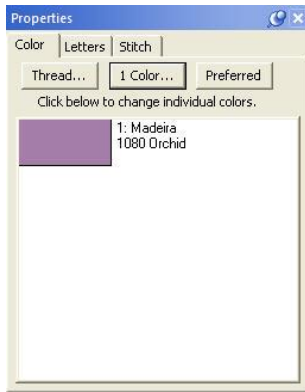 Properties
Color Letters Stitch
Thread... 1 Color... Preferred
Click below to change individual colors.
1: Madeira
1080 Orchid